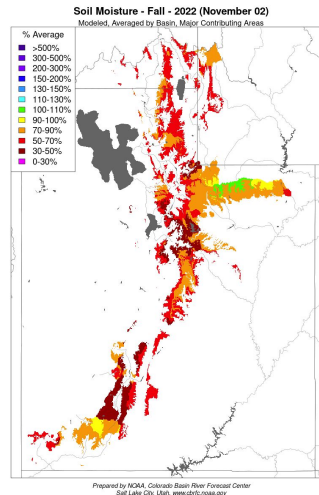 Soil Moisture - Fall - 2022 (November 02)
Modeled, Averaged by Basin, Major Contributing Areas
% Average
>500%
300-500%
200-300%
150-200%
130-150%
110-130%
100-110%
90-100%
70-90%
50-70%
30-50%
0-30%
Prepared by NOAA, Colorado Basin River Forecast Center
Salt Lake City, Utah, www.cbrfc.noaa.gov